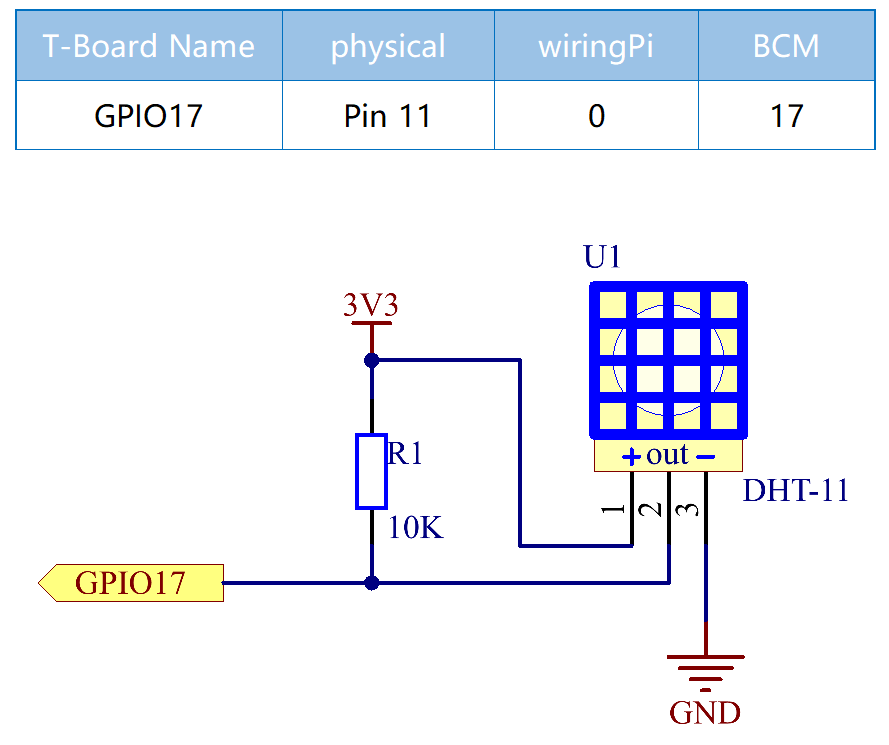 T-Board Name physical wiringPi BCM
GPIO17 Pin 11 0 17
U1
3V3
R1
+ out −
DHT-11
1 2 3
10K
GPIO17
GND